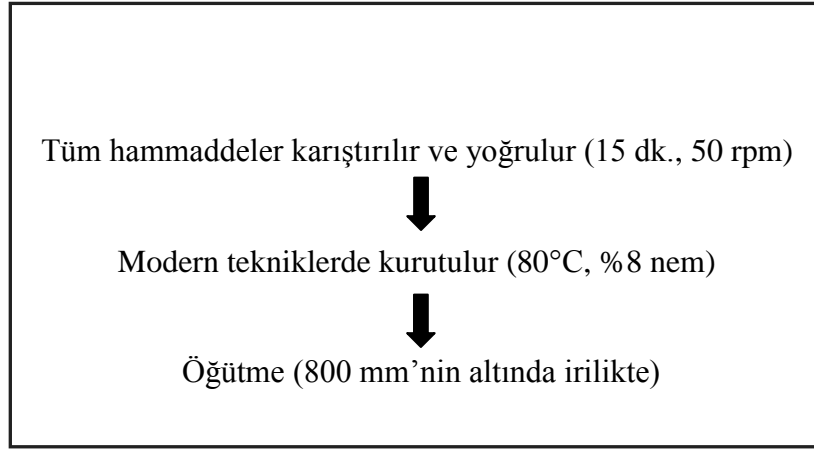 Tüm hammaddeler karıştırılır ve yoğrulur (15 dk., 50 rpm)
Modern tekniklerde kurutulur (80°C, %8 nem)
Öğütme (800 mm’nin altında irilikte)